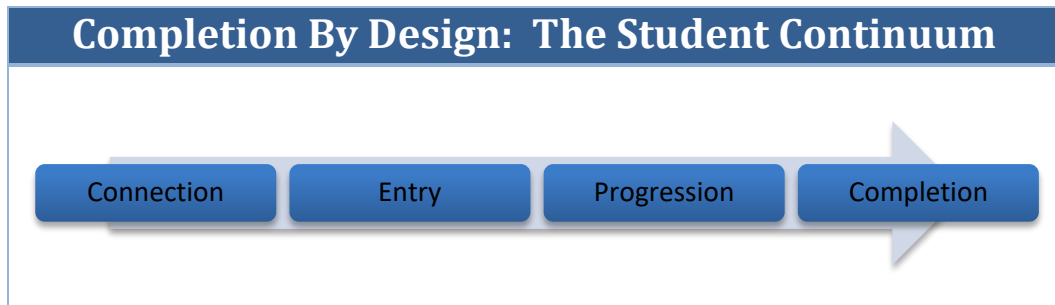 Completion By Design: The Student Continuum
Connection
Entry
Progression
Completion